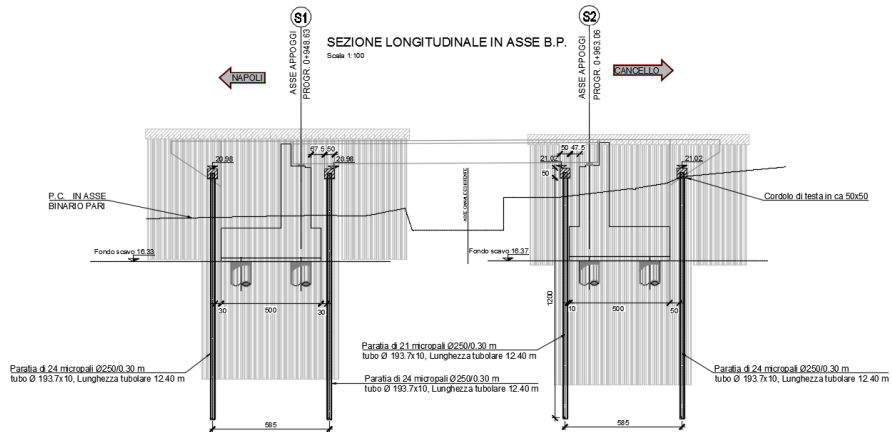 S1
S2
SEZIONE LONGITUDINALE IN ASSE B.P.
Scala 1:100
ASSE APPOGGI
PROGR. 0+948.63
ASSE APPOGGI
PROGR. 0+963.06
NAPOLI
CANCELLO
67.5 50
50 47.5
20.98
20.98
21.02
21.02
50
P.C. IN ASSE
BINARIO PARI
Cordolo di testa in ca 50x50
Fondo scavo 16.33
Fondo scavo 16.37
30
500
30
1200
10
500
50
Paratia di 21 micropali Ø250/0.30 m
tubo Ø 193.7x10, Lunghezza tubolare 12.40 m
Paratia di 24 micropali Ø250/0.30 m
tubo Ø 193.7x10, Lunghezza tubolare 12.40 m
Paratia di 24 micropali Ø250/0.30 m
tubo Ø 193.7x10, Lunghezza tubolare 12.40 m
Paratia di 24 micropali Ø250/0.30 m
tubo Ø 193.7x10, Lunghezza tubolare 12.40 m
585
585